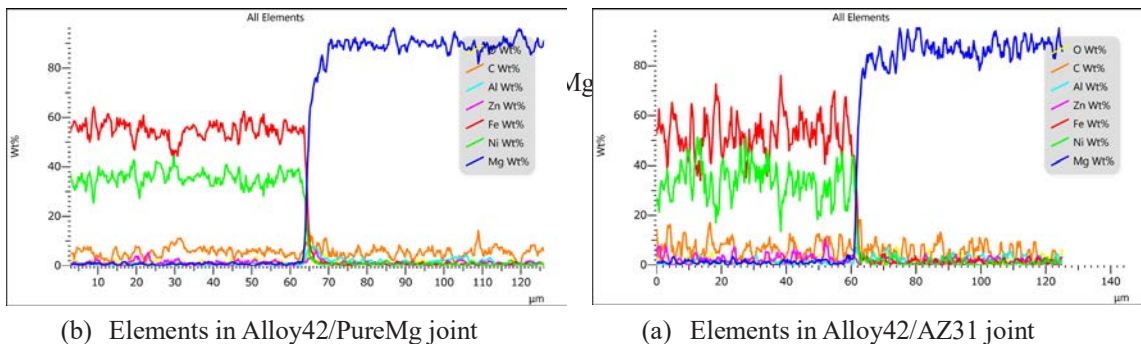 All Elements
Wt%
80
60
40
20
0
10 20 30 40 50 60 70 80 90 100 110 120
µm
O Wt%
C Wt%
Al Wt%
Zn Wt%
Fe Wt%
Ni Wt%
Mg Wt%
Mg
All Elements
Wt%
80
60
40
20
0
0 20 40 60 80 100 120 140
µm
O Wt%
C Wt%
Al Wt%
Zn Wt%
Fe Wt%
Ni Wt%
Mg Wt%
(b) Elements in Alloy42/PureMg joint
(a) Elements in Alloy42/AZ31 joint